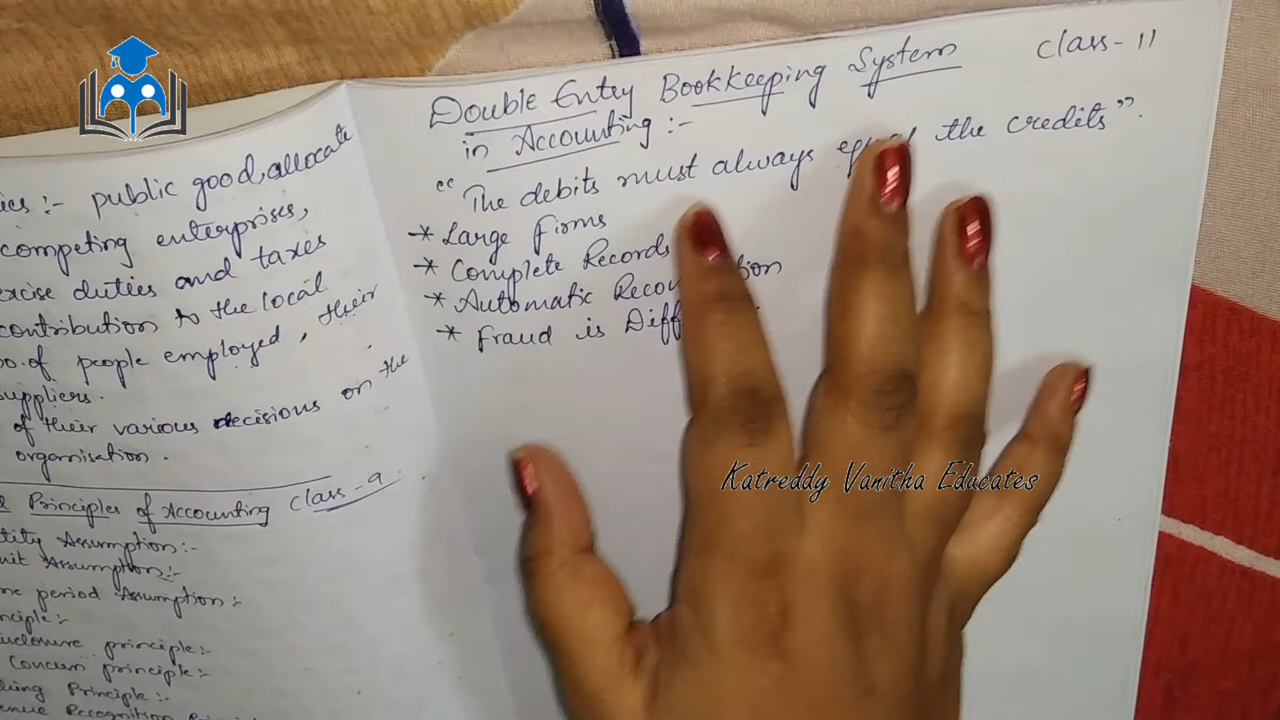 public good, allocate
competing enterprises,
excise duties and taxes
contribution to the local
no. of people employed, their
suppliers.
of their various decisions on the
organisation.
Principles of Accounting Class-9
Assumption:-
Assumption:-
period Assumption:-
principle:-
Concern principle:-
Principle:-
Recognition
Double Entry Bookkeeping System Class-11
in Accounting:-
"The debits must always the credits".
* Large Firms
* Complete Records
* Automatic
* Fraud is
Katreddy Vanitha Edacates